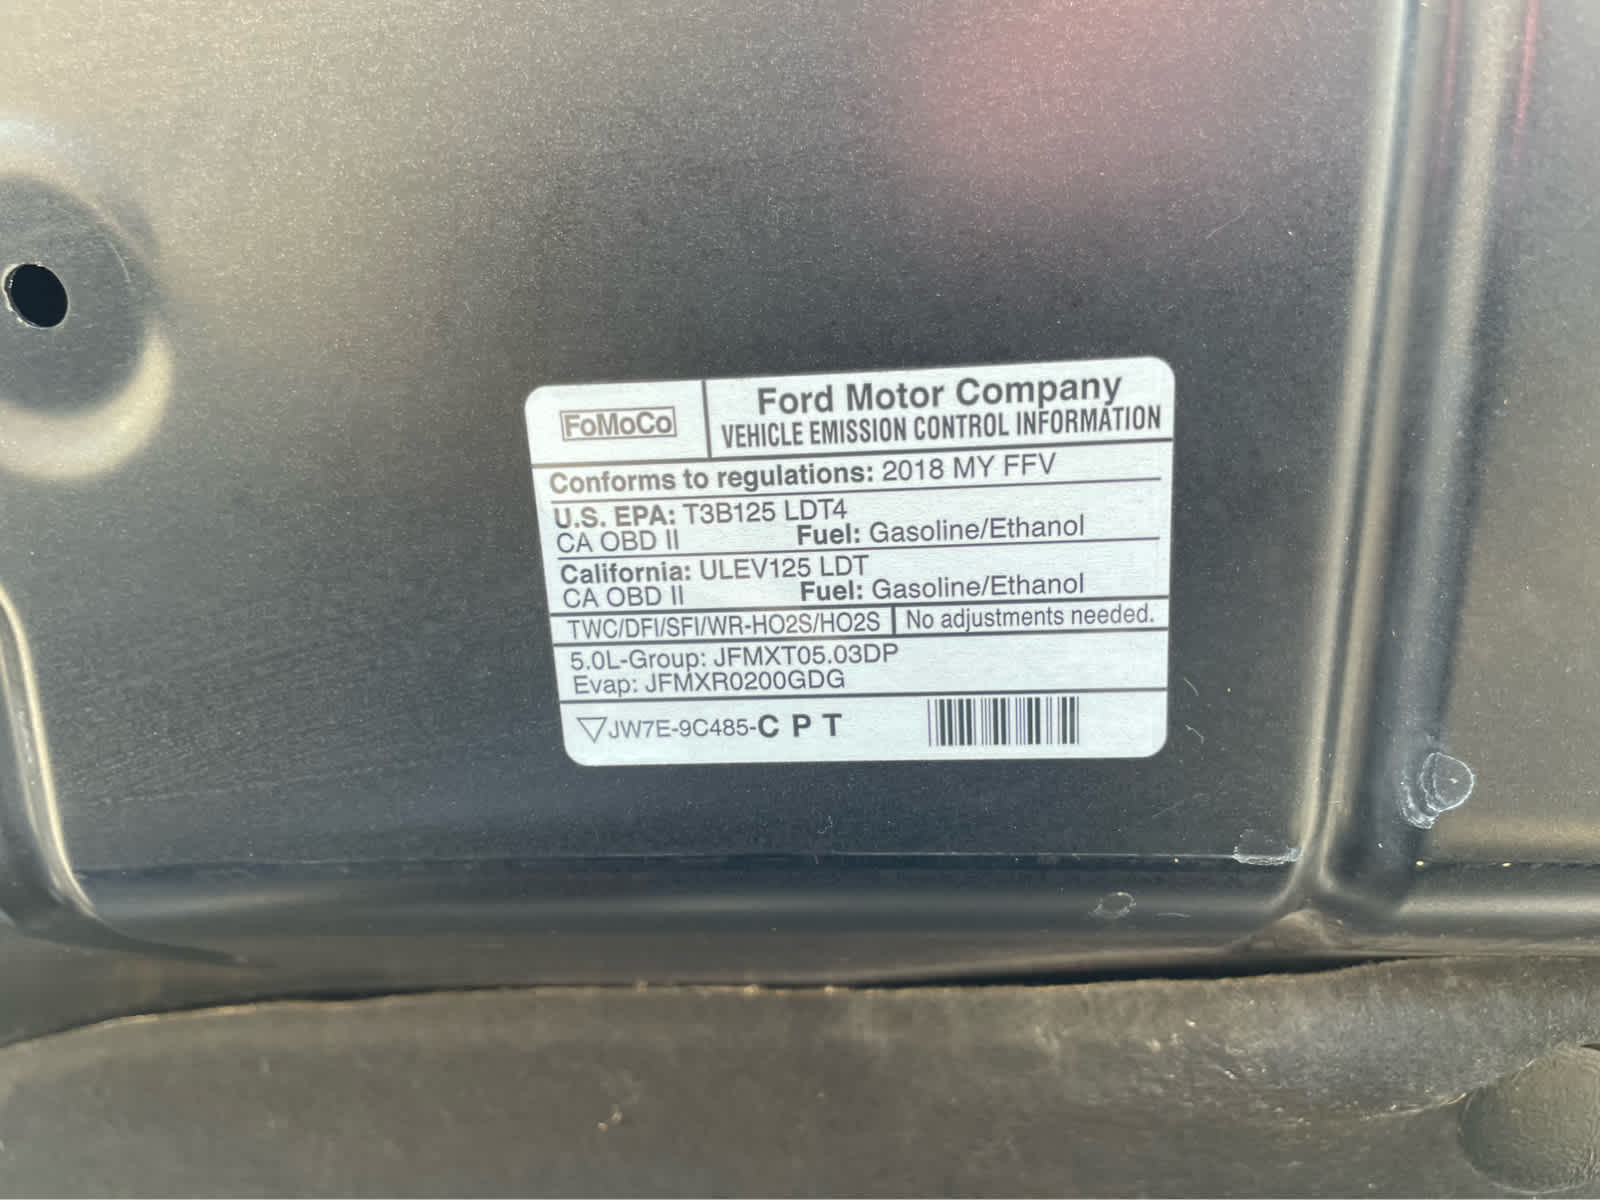 FoMoCo
Ford Motor Company
VEHICLE EMISSION CONTROL INFORMATION
Conforms to regulations: 2018 MY FFV
U.S. EPA: T3B125 LDT4
CA OBD II Fuel: Gasoline/Ethanol
California: ULEV125 LDT
CA OBD II Fuel: Gasoline/Ethanol
TWC/DFI/SFI/WR-HO2S/HO2S No adjustments needed.
5.0L-Group: JFMXT05.03DP
Evap: JFMXR0200GDG
JW7E-9C485-C P T